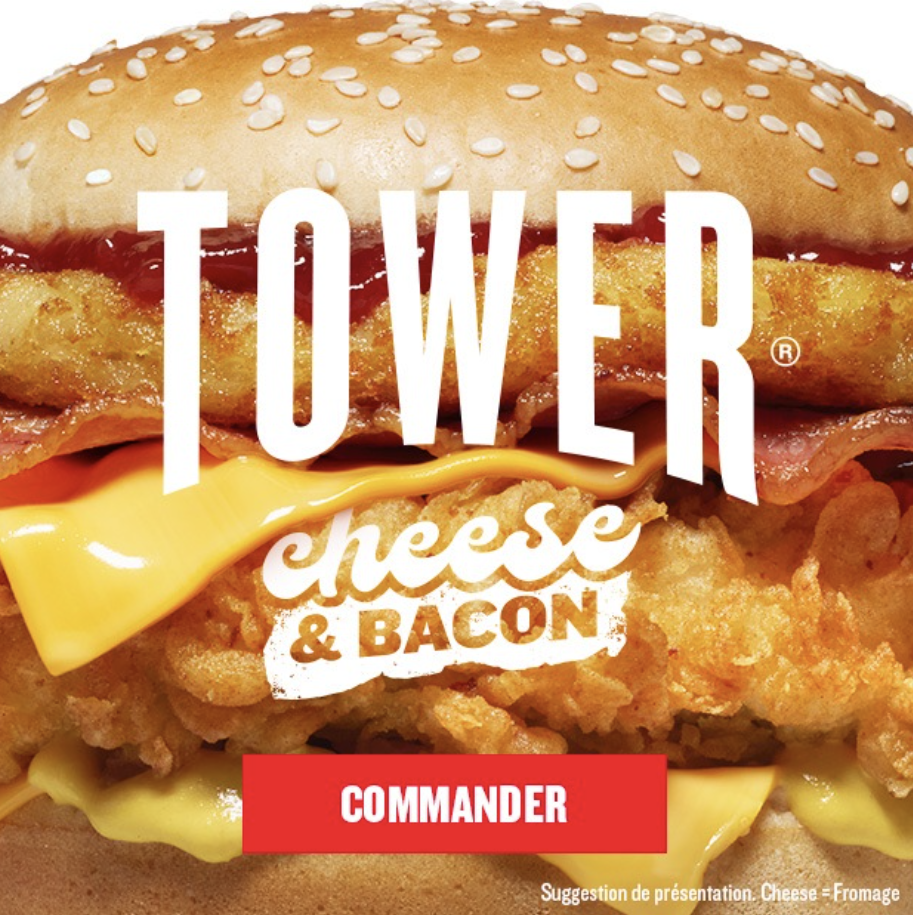 TOWER®
cheese
& BACON
COMMANDER
Suggestion de présentation. Cheese = Fromage